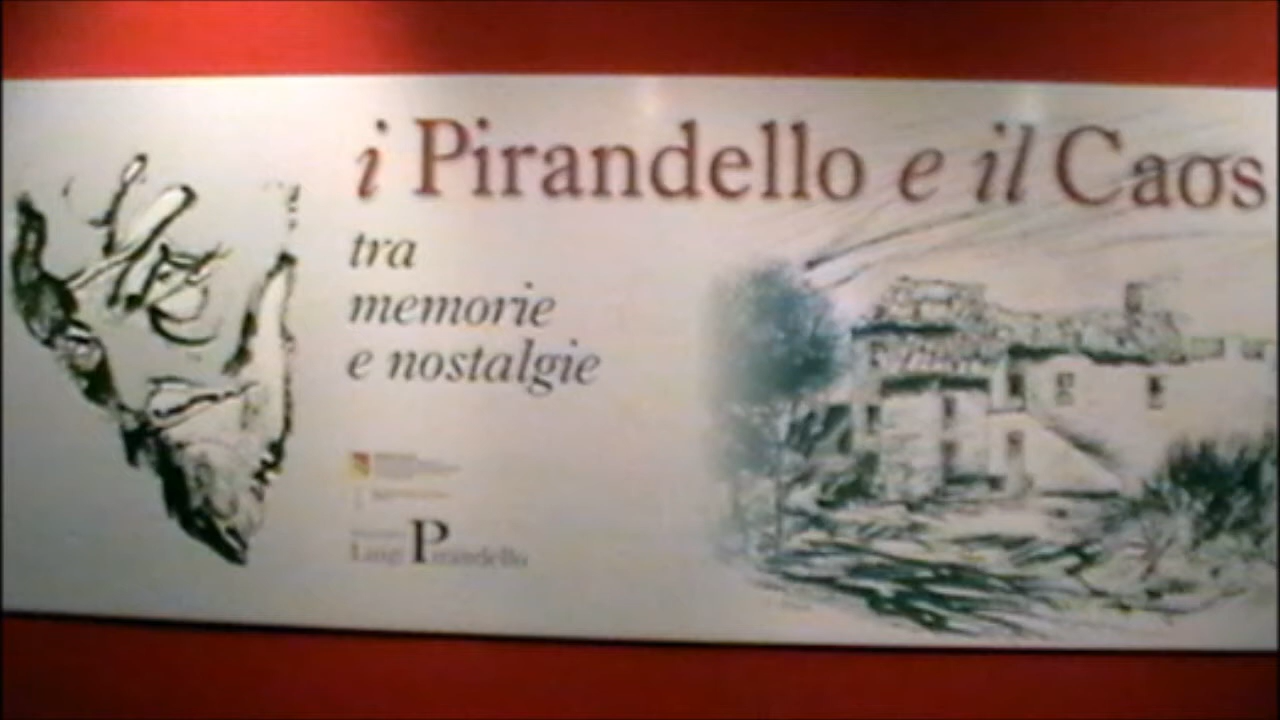 i Pirandello e il Caos
tra
memorie
e nostalgie
Luigi Pirandello